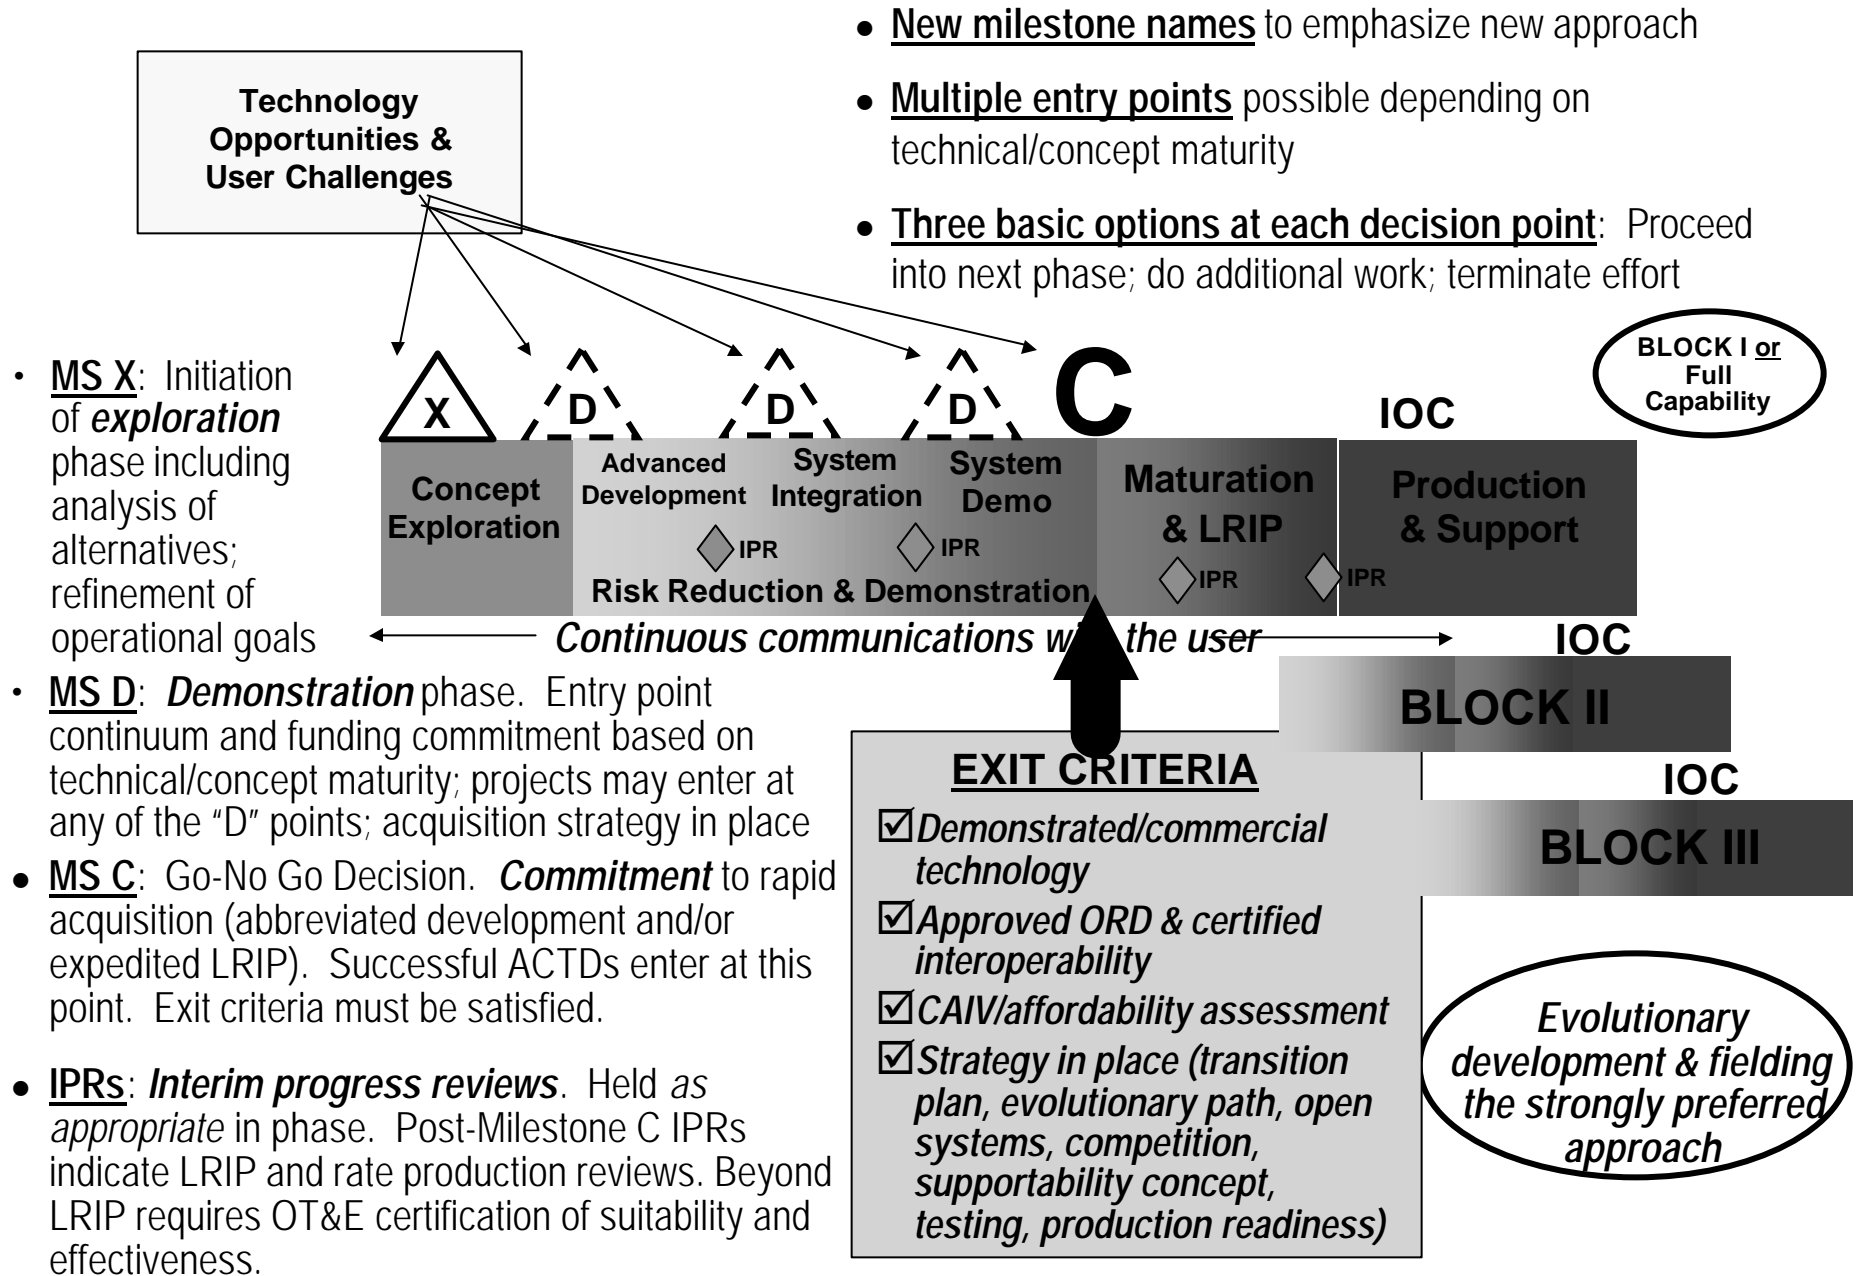 ● New milestone names to emphasize new approach
● Multiple entry points possible depending on
technical/concept maturity
● Three basic options at each decision point: Proceed
into next phase; do additional work; terminate effort
Technology
Opportunities &
User Challenges
BLOCK I or
Full
Capability
• MS X: Initiation
of exploration
phase including
analysis of
alternatives;
refinement of
operational goals
X
D
D
D
C
IOC
Concept
Exploration
Advanced
Development
System
Integration
System
Demo
IPR
IPR
Risk Reduction & Demonstration
Maturation
& LRIP
IPR
IPR
Production
& Support
Continuous communications w the user
IOC
BLOCK II
IOC
BLOCK III
• MS D: Demonstration phase. Entry point
continuum and funding commitment based on
technical/concept maturity; projects may enter at
any of the “D” points; acquisition strategy in place
● MS C: Go-No Go Decision. Commitment to rapid
acquisition (abbreviated development and/or
expedited LRIP). Successful ACTDs enter at this
point. Exit criteria must be satisfied.
● IPRs: Interim progress reviews. Held as
appropriate in phase. Post-Milestone C IPRs
indicate LRIP and rate production reviews. Beyond
LRIP requires OT&E certification of suitability and
effectiveness.
EXIT CRITERIA
☑ Demonstrated/commercial
technology
☑ Approved ORD & certified
interoperability
☑ CAIV/affordability assessment
☑ Strategy in place (transition
plan, evolutionary path, open
systems, competition,
supportability concept,
testing, production readiness)
Evolutionary
development & fielding
the strongly preferred
approach